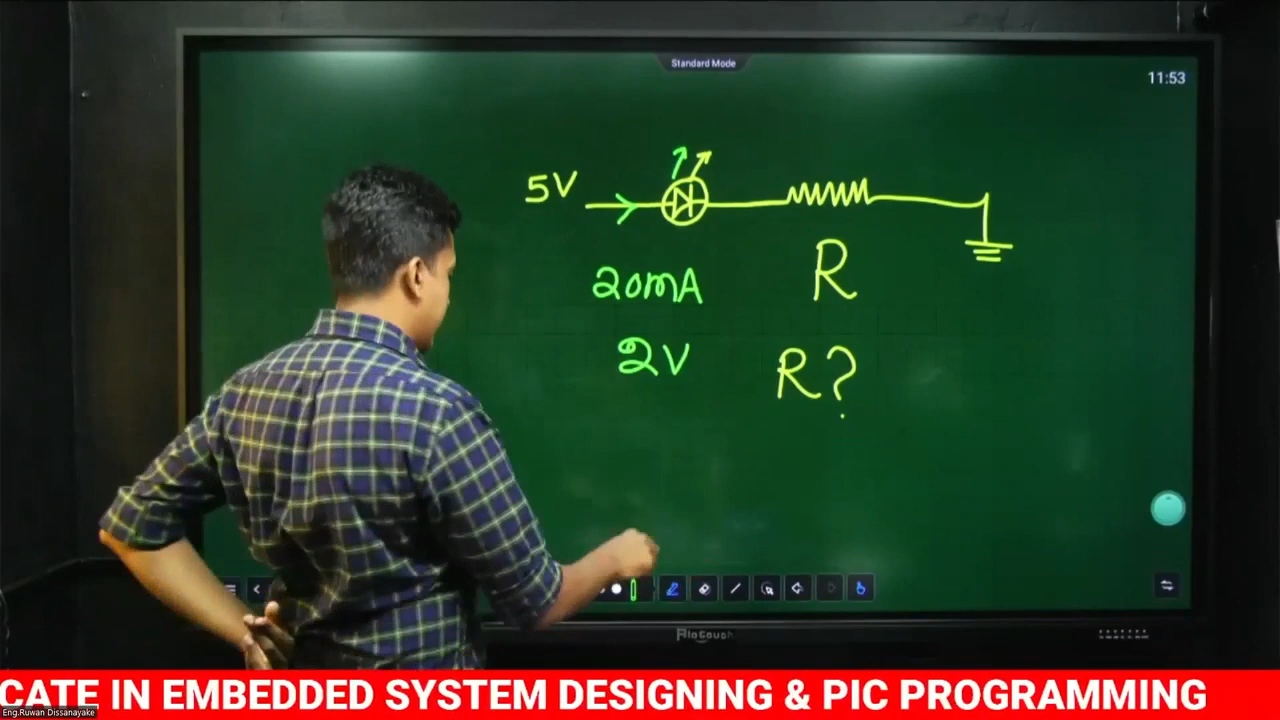 Standard Mode
11:53
5V
20mA
R
2V
R?
CATE IN EMBEDDED SYSTEM DESIGNING & PIC PROGRAMMING
Eng.Ruwan Dissanayake